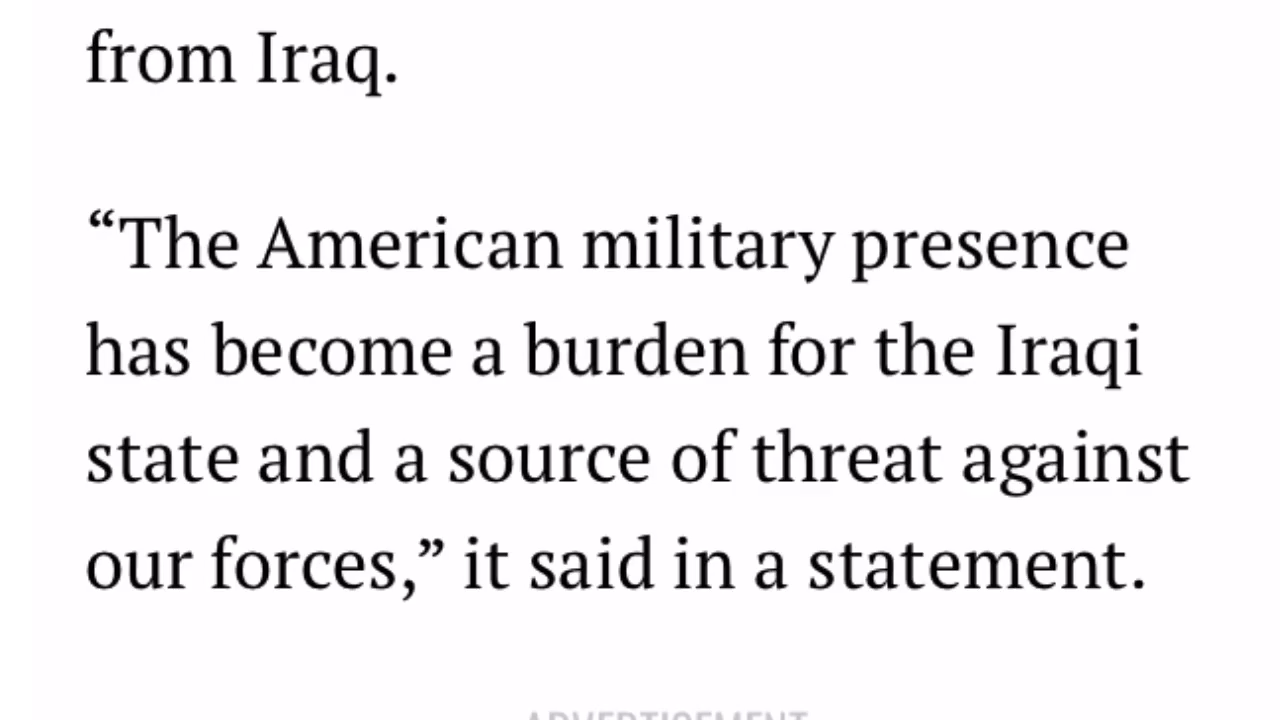 from Iraq.
“The American military presence
has become a burden for the Iraqi
state and a source of threat against
our forces,” it said in a statement.
ADVERTISEMENT